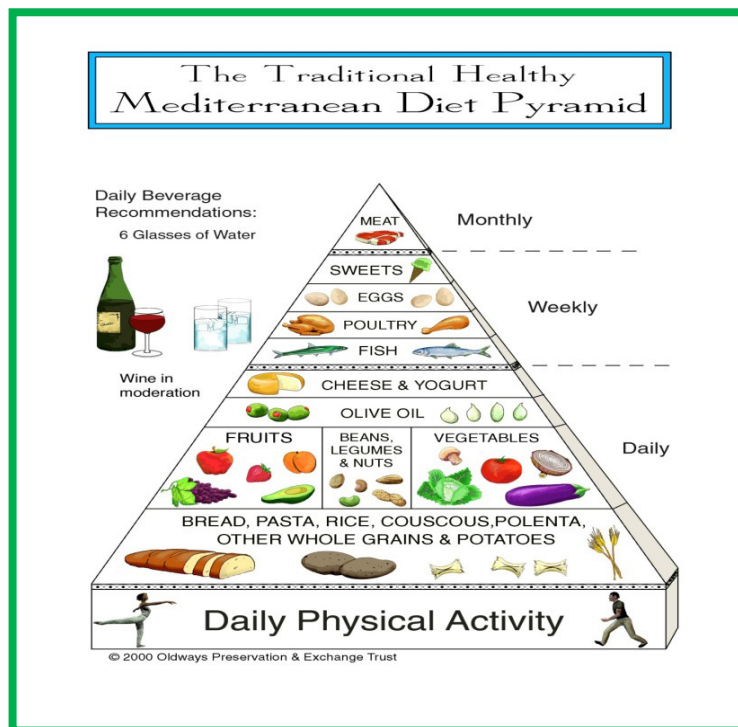 The Traditional Healthy
Mediterranean Diet Pyramid
Daily Beverage
Recommendations:
6 Glasses of Water
Wine in
moderation
MEAT
Monthly
SWEETS
EGGS
POULTRY
FISH
Weekly
CHEESE & YOGURT
OLIVE OIL
FRUITS
BEANS,
LEGUMES
& NUTS
VEGETABLES
Daily
BREAD, PASTA, RICE, COUSCOUS,POLENTA,
OTHER WHOLE GRAINS & POTATOES
Daily Physical Activity
© 2000 Oldways Preservation & Exchange Trust